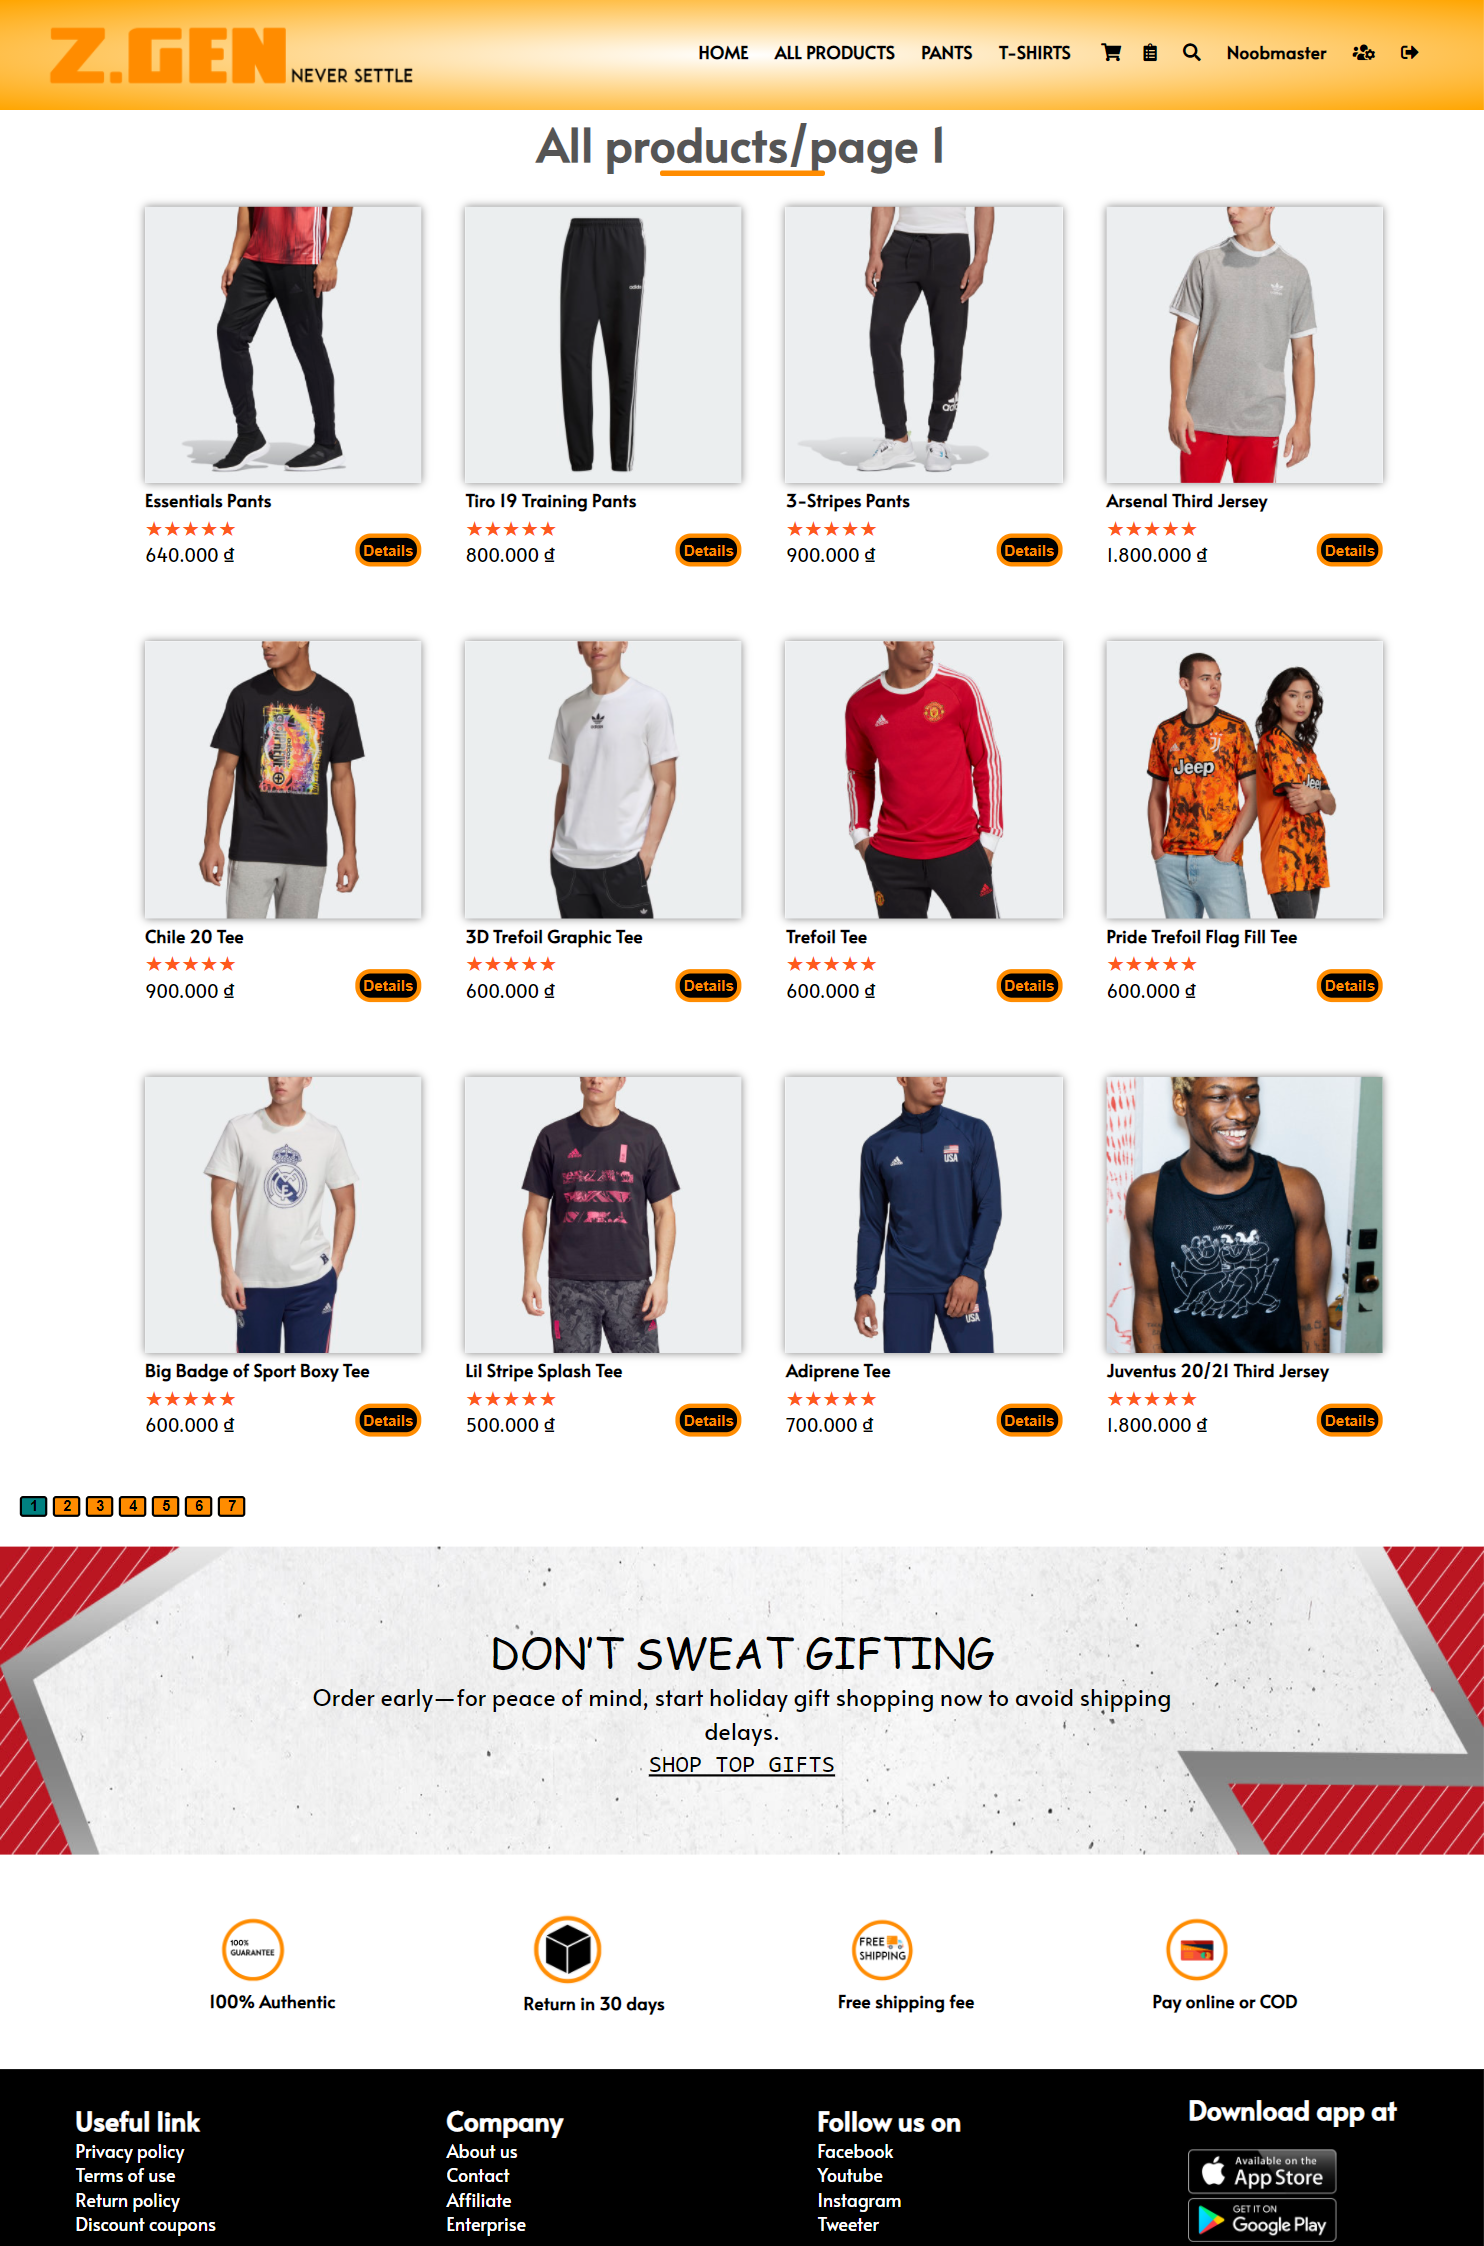 Z.GEN NEVER SETTLE
HOME ALL PRODUCTS PANTS T-SHIRTS Noobmaster
All products/page 1
adidas
Essentials Pants Tiro 19 Training Pants 3-Stripes Pants Arsenal Third Jersey
★★★★★ ★★★★★ ★★★★★ ★★★★★
640.000 ₫ Details 800.000 ₫ Details 900.000 ₫ Details 1.800.000 ₫ Details
Jeep
Chile 20 Tee 3D Trefoil Graphic Tee Trefoil Tee Pride Trefoil Flag Fill Tee
★★★★★ ★★★★★ ★★★★★ ★★★★★
900.000 ₫ Details 600.000 ₫ Details 600.000 ₫ Details 600.000 ₫ Details
USA
UNITY
USA
Big Badge of Sport Boxy Tee Lil Stripe Splash Tee Adiprene Tee Juventus 20/21 Third Jersey
★★★★★ ★★★★★ ★★★★★ ★★★★★
600.000 ₫ Details 500.000 ₫ Details 700.000 ₫ Details 1.800.000 ₫ Details
1 2 3 4 5 6 7
DON'T SWEAT GIFTING
Order early—for peace of mind, start holiday gift shopping now to avoid shipping
delays.
SHOP TOP GIFTS
100%
GUARANTEE
FREE
SHIPPING
100% Authentic Return in 30 days Free shipping fee Pay online or COD
Useful link
Privacy policy
Terms of use
Return policy
Discount coupons
Company
About us
Contact
Affiliate
Enterprise
Follow us on
Facebook
Youtube
Instagram
Tweeter
Download app at
Available on the
App Store
GET IT ON
Google Play